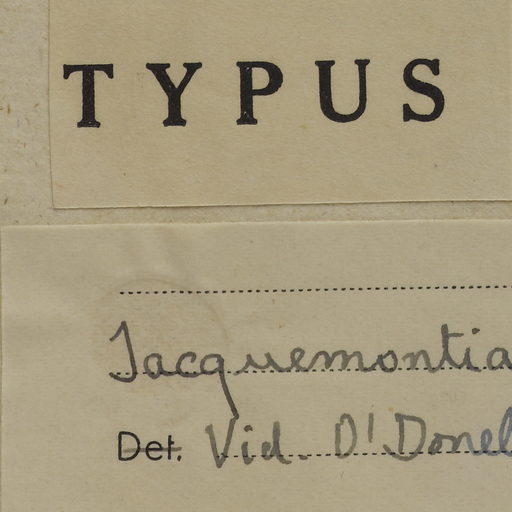 TYPUS
Jacquemontia
Det. Vid. O'Donel